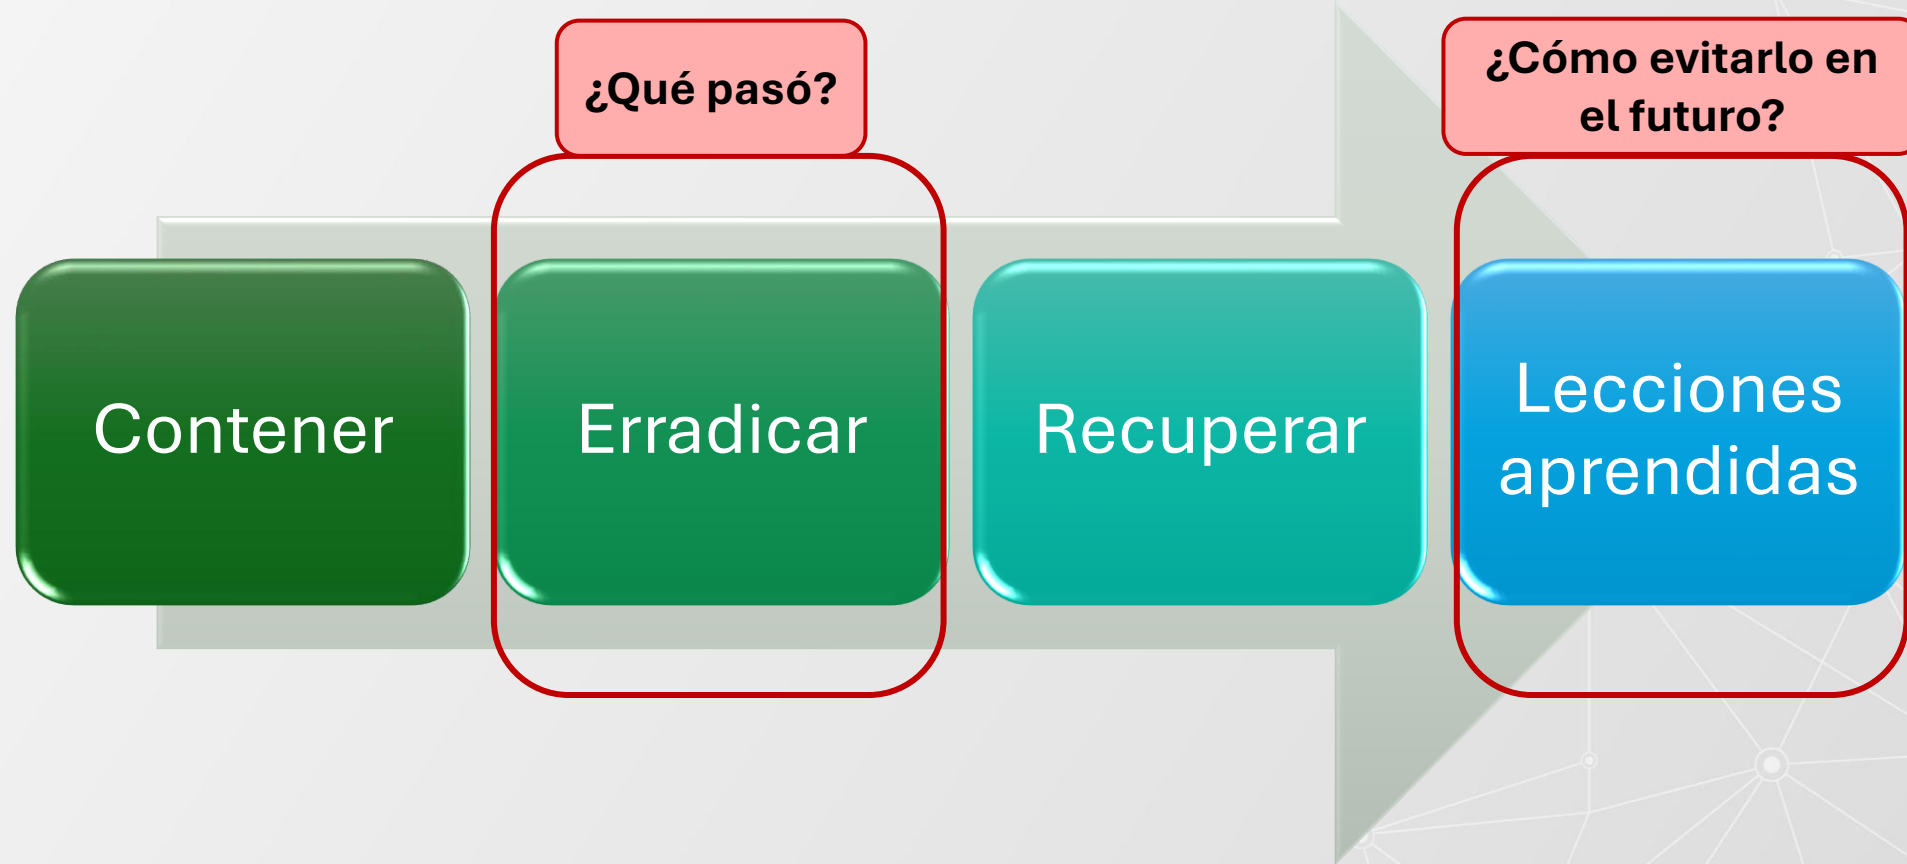 ¿Qué pasó?
¿Cómo evitarlo en
el futuro?
Contener
Erradicar
Recuperar
Lecciones
aprendidas